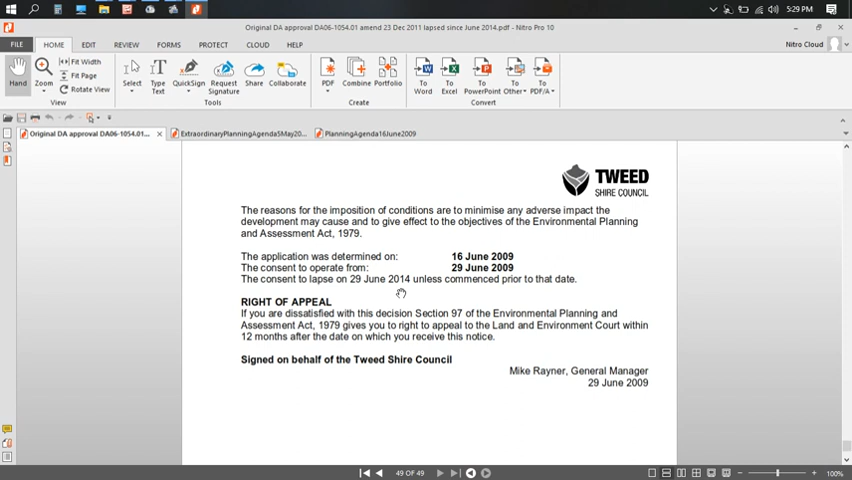 5:29 PM
Original DA approval DA06-1054.01 amend 23 Dec 2011 lapsed since June 2014.pdf - Nitro Pro 10
FILE HOME EDIT REVIEW FORMS PROTECT CLOUD HELP
Nitro Cloud
Hand
Zoom
Fit Width
Fit Page
Rotate View
View
Select
Type Text
QuickSign
Request Signature
Share
Collaborate
Tools
PDF
Combine
Portfolio
Create
To Word
To Excel
To PowerPoint
To Other
To PDF/A
Convert
Original DA approval DA06-1054.01...
ExtraordinaryPlanningAgenda5May20...
PlanningAgenda16June2009
TWEED
SHIRE COUNCIL
The reasons for the imposition of conditions are to minimise any adverse impact the
development may cause and to give effect to the objectives of the Environmental Planning
and Assessment Act, 1979.
The application was determined on: 16 June 2009
The consent to operate from: 29 June 2009
The consent to lapse on 29 June 2014 unless commenced prior to that date.
RIGHT OF APPEAL
If you are dissatisfied with this decision Section 97 of the Environmental Planning and
Assessment Act, 1979 gives you to right to appeal to the Land and Environment Court within
12 months after the date on which you receive this notice.
Signed on behalf of the Tweed Shire Council
Mike Rayner, General Manager
29 June 2009
49 OF 49
100%